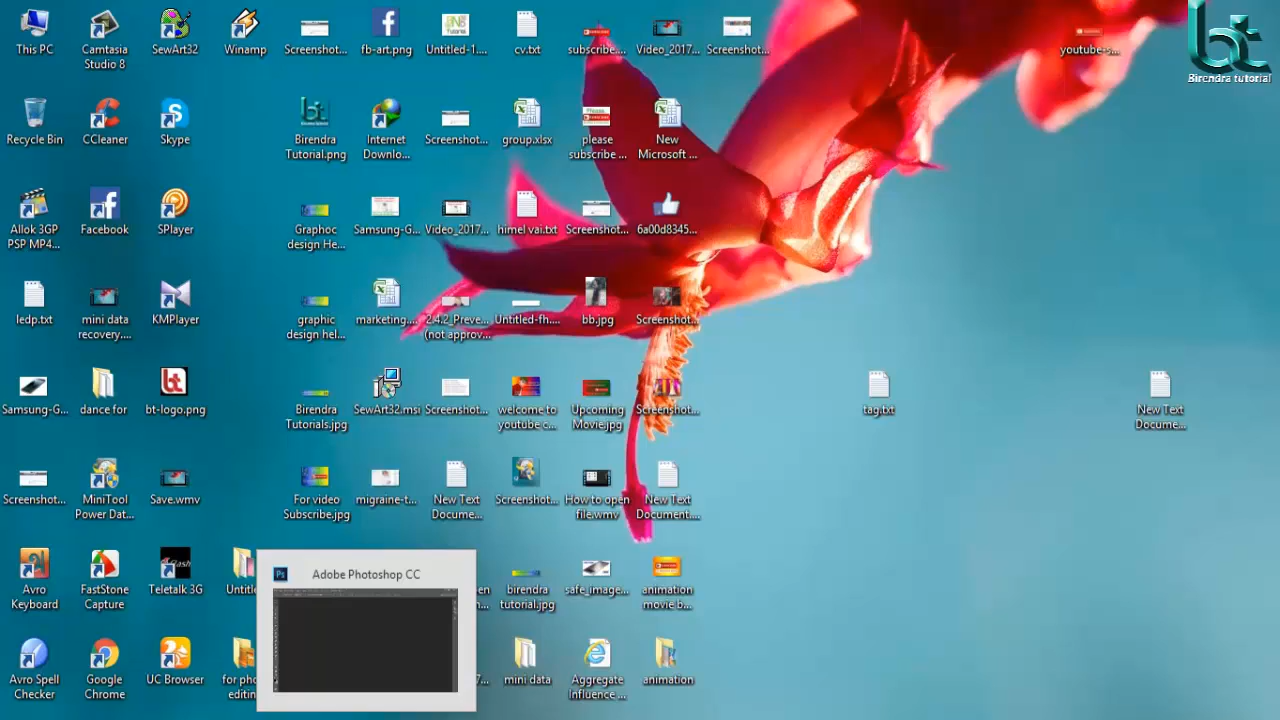 This PC
Camtasia
Studio 8
SewArt32
Winamp
Screenshot...
fb-art.png
Untitled-1....
cv.txt
subscribe....
Video_2017...
Screenshot...
youtube-s...
Birendra tutorial
Recycle Bin
CCleaner
Skype
Birendra
Tutorial.png
Internet
Downlo...
Screenshot...
group.xlsx
please
subscribe ...
New
Microsoft ...
Allok 3GP
PSP MP4...
Facebook
SPlayer
Graphoc
design He...
Samsung-G...
Video_2017...
himel vai.txt
Screenshot...
6a00d8345...
ledp.txt
mini data
recovery....
KMPlayer
graphic
design hel...
marketing....
2.4.2_Preve...
(not approv...
Untitled-fh....
bb.jpg
Screenshot...
Samsung-G...
dance for
bt-logo.png
Birendra
Tutorials.jpg
SewArt32.msi
Screenshot...
welcome to
youtube c...
Upcoming
Movie.jpg
Screenshot...
tag.txt
New Text
Docume...
Screenshot...
MiniTool
Power Dat...
Save.wmv
For video
Subscribe.jpg
migraine-t...
New Text
Docume...
Screenshot...
How to open
file.wmv
New Text
Document....
Avro
Keyboard
FastStone
Capture
Teletalk 3G
Adobe Photoshop CC
birendra
tutorial.jpg
safe_image...
animation
movie b...
Avro Spell
Checker
Google
Chrome
UC Browser
for pho
mini data
Aggregate
Influence ...
animation